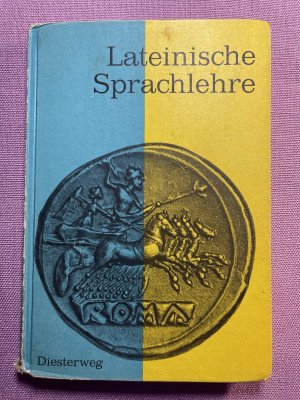 Lateinische
Sprachlehre
ROMA
Diesterweg